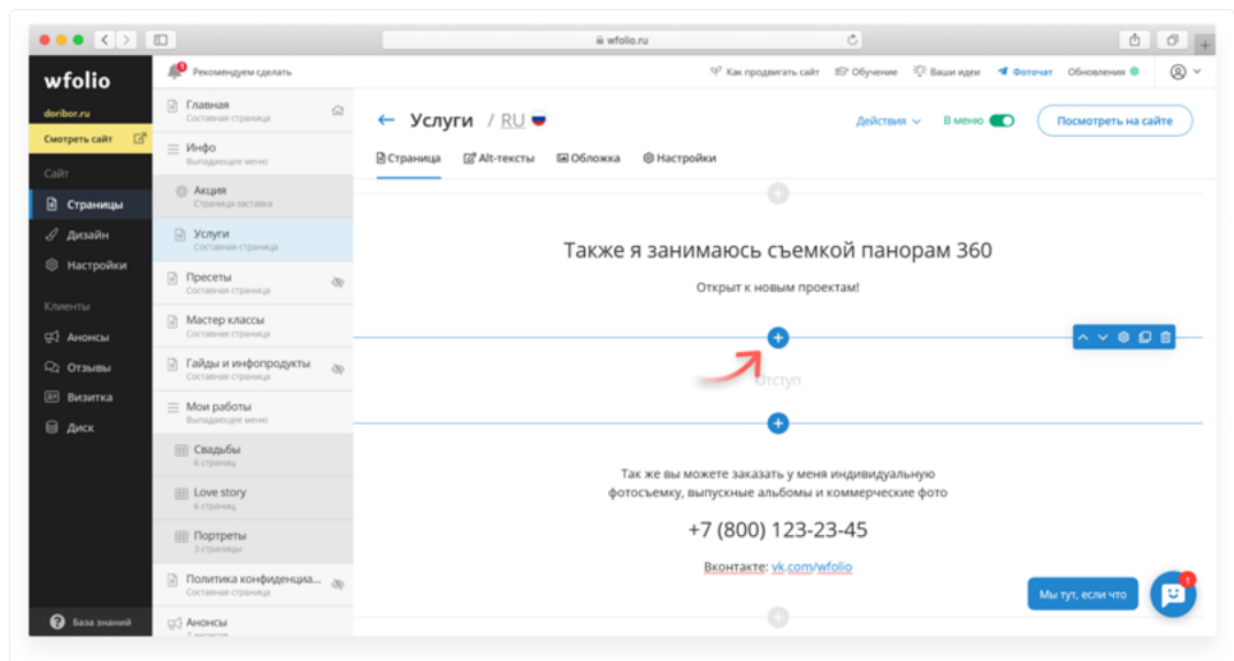 wfolio.ru
wfolio
Рекомендуем сделать
Как продвигать сайт
Обучение
Ваши идеи
Фоточат
Обновления
doribor.ru
Смотреть сайт
Сайт
Страницы
Дизайн
Настройки
Клиенты
Анонсы
Отзывы
Визитка
Диск
База знаний
Главная
Составная страница
Инфо
Выпадающее меню
Акция
Страница-заставка
Услуги
Составная страница
Пресеты
Составная страница
Мастер классы
Составная страница
Гайды и инфопродукты
Составная страница
Мои работы
Выпадающее меню
Свадьбы
6 страниц
Love story
6 страниц
Портреты
3 страницы
Политика конфиденциа...
Составная страница
Анонсы
7 анонсов
Услуги / RU
Действия
В меню
Посмотреть на сайте
Страница
Alt-тексты
Обложка
Настройки
Также я занимаюсь съемкой панорам 360
Открыт к новым проектам!
Отступ
Так же вы можете заказать у меня индивидуальную
фотосъемку, выпускные альбомы и коммерческие фото
+7 (800) 123-23-45
Вконтакте: vk.com/wfolio
Мы тут, если что
1